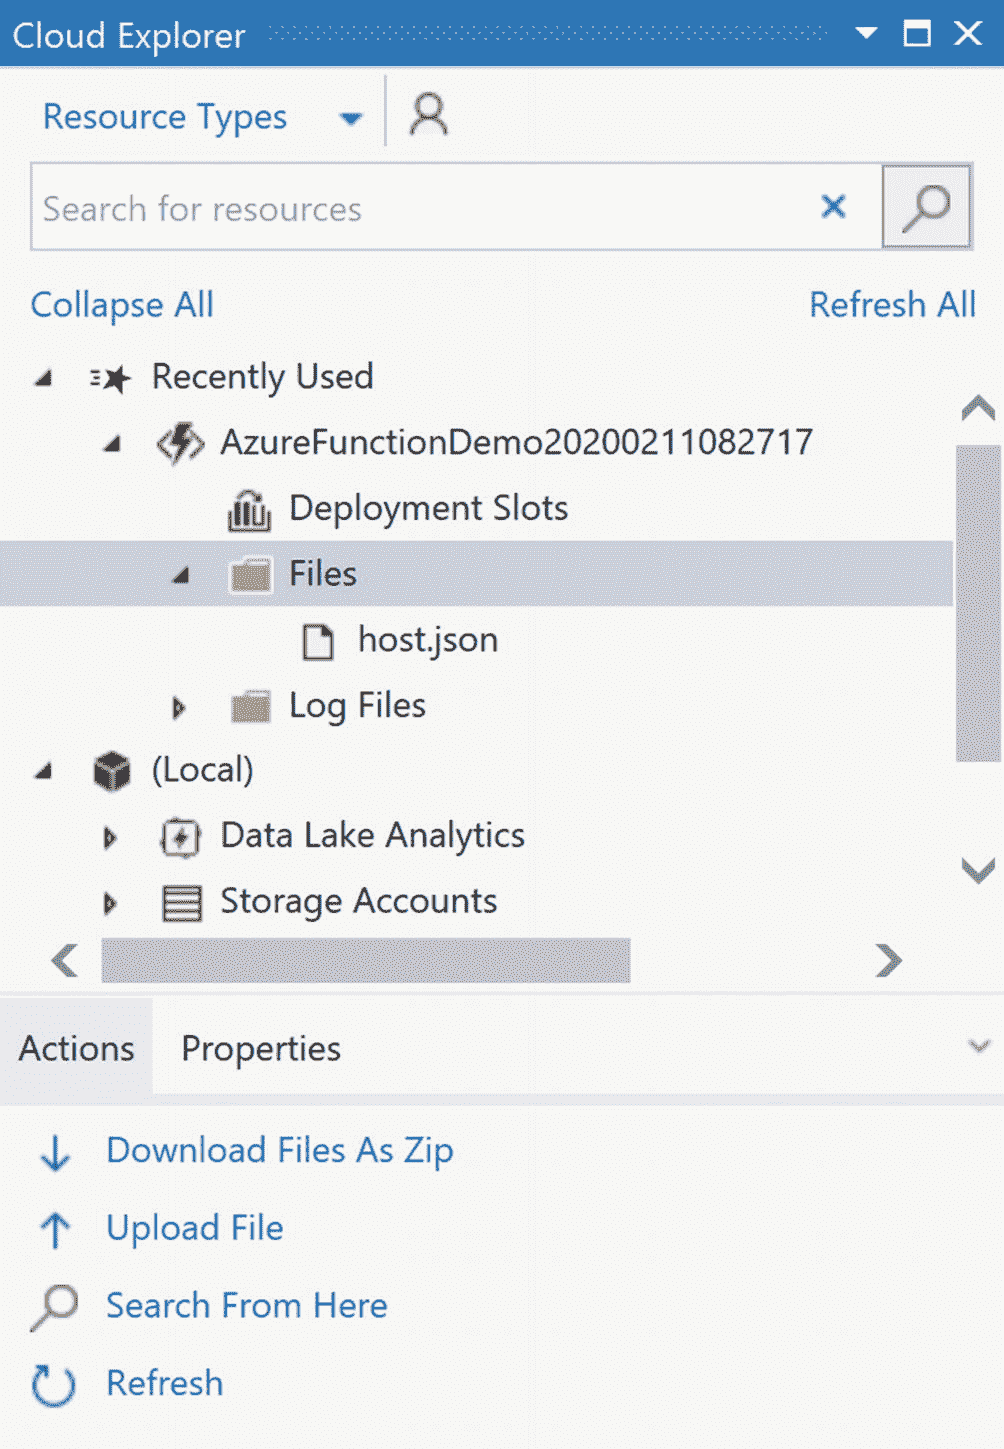 Cloud Explorer
Resource Types
Search for resources
Collapse All Refresh All
Recently Used
AzureFunctionDemo20200211082717
Deployment Slots
Files
host.json
Log Files
(Local)
Data Lake Analytics
Storage Accounts
Actions Properties
Download Files As Zip
Upload File
Search From Here
Refresh